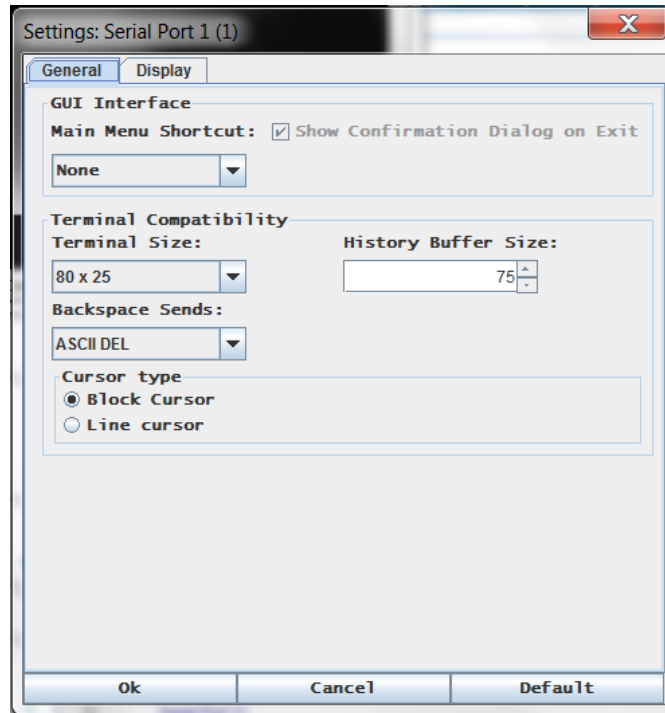 Settings: Serial Port 1 (1)
General Display
GUI Interface
Main Menu Shortcut: Show Confirmation Dialog on Exit
None
Terminal Compatibility
Terminal Size: History Buffer Size:
80 x 25 75
Backspace Sends:
ASCII DEL
Cursor type
Block Cursor
Line cursor
Ok Cancel Default